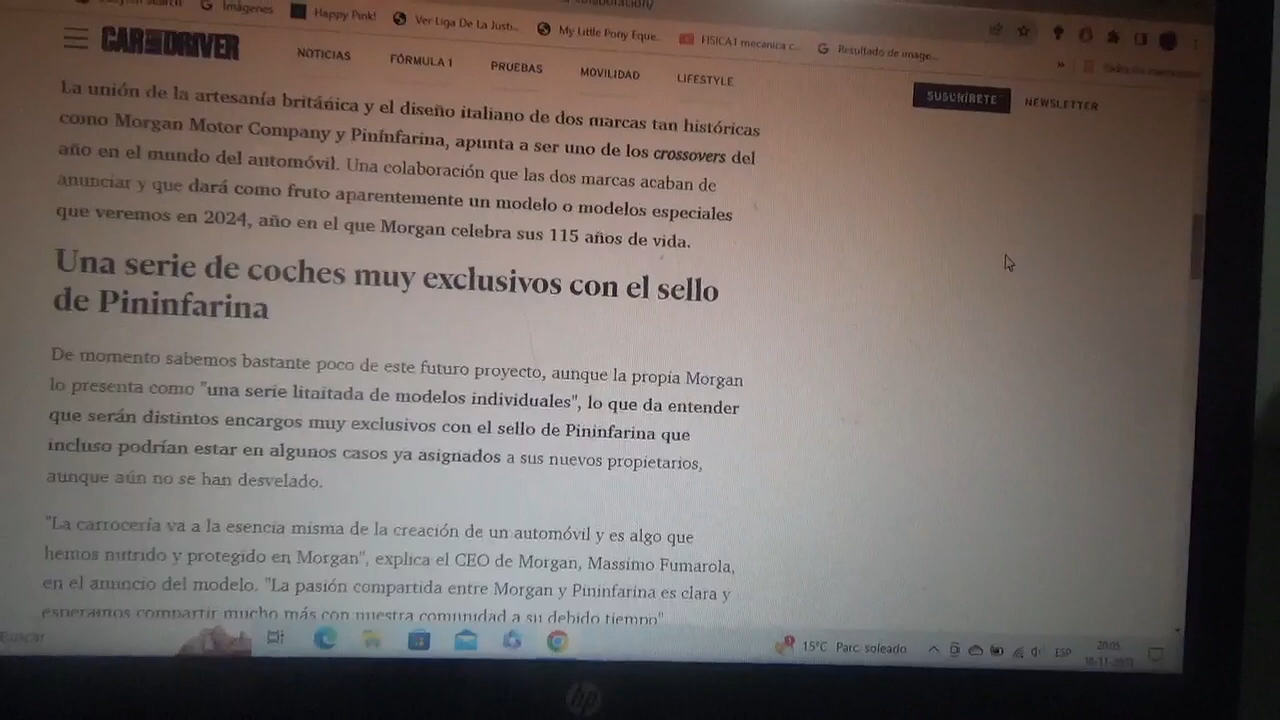 Imágenes Happy Pink! Ver Liga De La Just... My Little Pony Eque... FISICA1 mecanica c... Resultado de image...
CAR AND DRIVER
NOTICIAS FÓRMULA 1 PRUEBAS MOVILIDAD LIFESTYLE
SUSCRÍBETE NEWSLETTER
La unión de la artesanía británica y el diseño italiano de dos marcas tan históricas
como Morgan Motor Company y Pininfarina, apunta a ser uno de los crossovers del
año en el mundo del automóvil. Una colaboración que las dos marcas acaban de
anunciar y que dará como fruto aparentemente un modelo o modelos especiales
que veremos en 2024, año en el que Morgan celebra sus 115 años de vida.
Una serie de coches muy exclusivos con el sello
de Pininfarina
De momento sabemos bastante poco de este futuro proyecto, aunque la propia Morgan
lo presenta como "una serie litaitada de modelos individuales", lo que da entender
que serán distintos encargos muy exclusivos con el sello de Pininfarina que
incluso podrían estar en algunos casos ya asignados a sus nuevos propietarios,
aunque aún no se han desvelado.
"La carrocería va a la esencia misma de la creación de un automóvil y es algo que
hemos nutrido y protegido en Morgan", explica el CEO de Morgan, Massimo Fumarola,
en el anuncio del modelo. "La pasión compartida entre Morgan y Pininfarina es clara y
esperamos compartir mucho más con nuestra comunidad a su debido tiempo"
Buscar
15°C Parc. soleado
ESP
20:05
hp